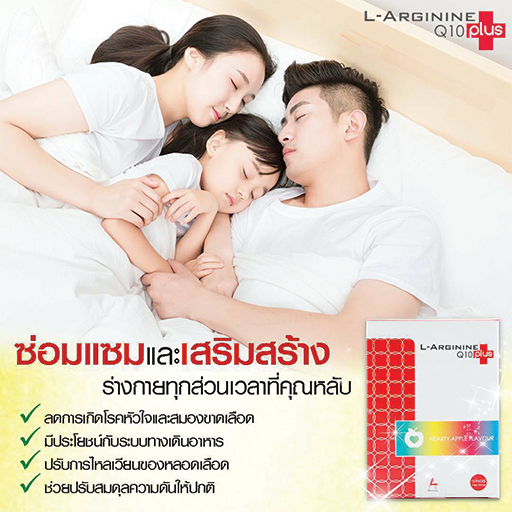 L-ARGININE
Q10 plus
ซ่อมแซมและเสริมสร้าง
ร่างกายทุกส่วนเวลาที่คุณหลับ
ลดการเกิดโรคหัวใจและสมองขาดเลือด
มีประโยชน์กับระบบทางเดินอาหาร
ปรับการไหลเวียนของหลอดเลือด
ช่วยปรับสมดุลความดันให้ปกติ
L-ARGININE
Q10 plus
HEARTY APPLE FLAVOUR